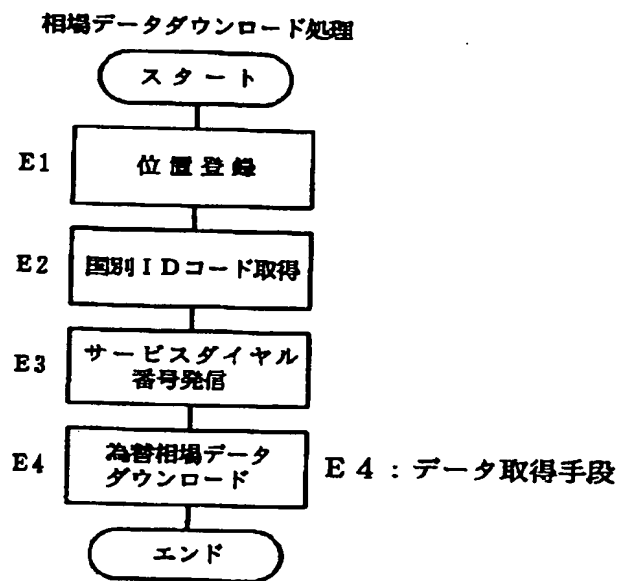 相場データダウンロード処理
スタート
E1
位置登録
E2
国別IDコード取得
E3
サービスダイヤル
番号発信
E4
為替相場データ
ダウンロード
E4:データ取得手段
エンド